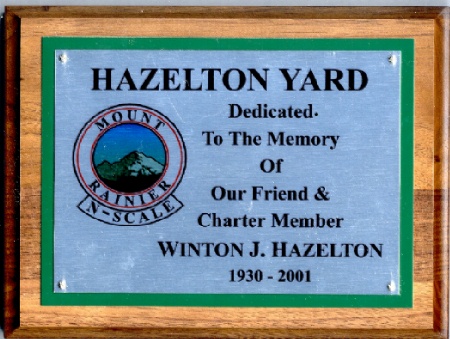 HAZELTON YARD
Dedicated
To The Memory
Of
Our Friend &
Charter Member
WINTON J. HAZELTON
1930 - 2001
MOUNT
RAINIER
N-SCALE